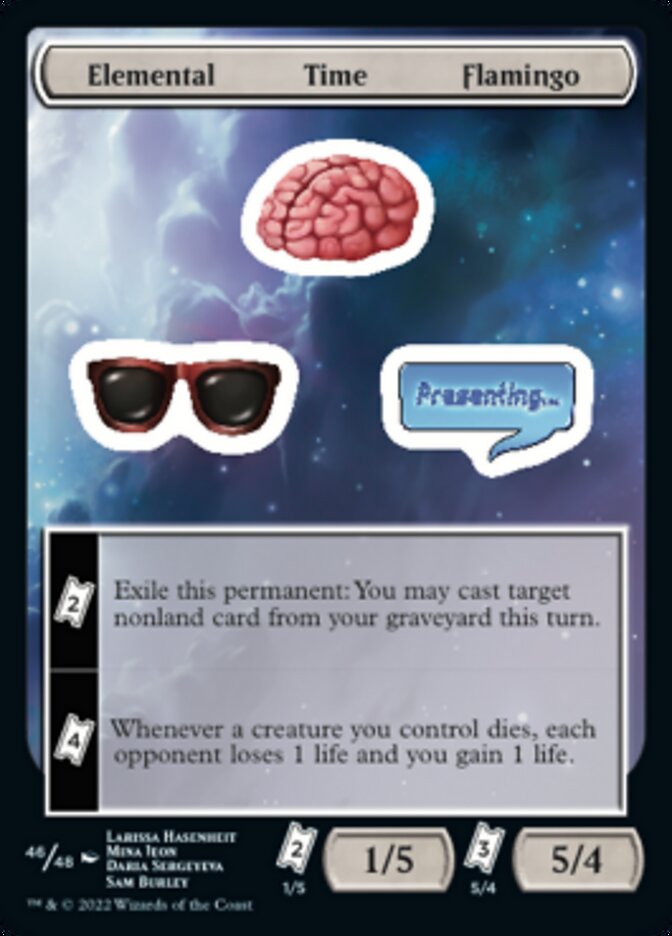 Elemental Time Flamingo
Presenting...
2
Exile this permanent: You may cast target
nonland card from your graveyard this turn.
4
Whenever a creature you control dies, each
opponent loses 1 life and you gain 1 life.
46/48
Larissa Hasenheit
Mina Jeon
Daria Sergeyeva
Sam Burley
2
1/5
1/5
3
5/4
5/4
™ & © 2022 Wizards of the Coast